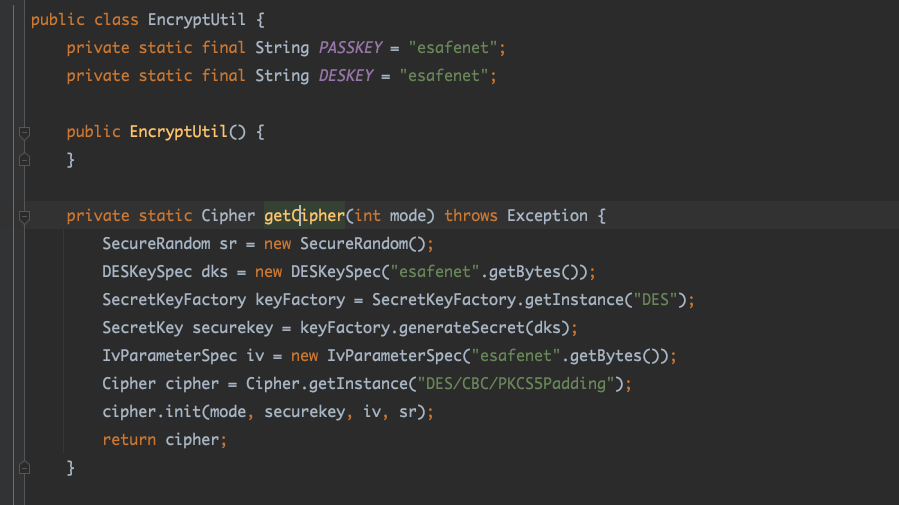 public class EncryptUtil {
    private static final String PASSKEY = "esafenet";
    private static final String DESKEY = "esafenet";
    public EncryptUtil() {
    }
    private static Cipher getCipher(int mode) throws Exception {
        SecureRandom sr = new SecureRandom();
        DESKeySpec dks = new DESKeySpec("esafenet".getBytes());
        SecretKeyFactory keyFactory = SecretKeyFactory.getInstance("DES");
        SecretKey securekey = keyFactory.generateSecret(dks);
        IvParameterSpec iv = new IvParameterSpec("esafenet".getBytes());
        Cipher cipher = Cipher.getInstance("DES/CBC/PKCS5Padding");
        cipher.init(mode, securekey, iv, sr);
        return cipher;
    }